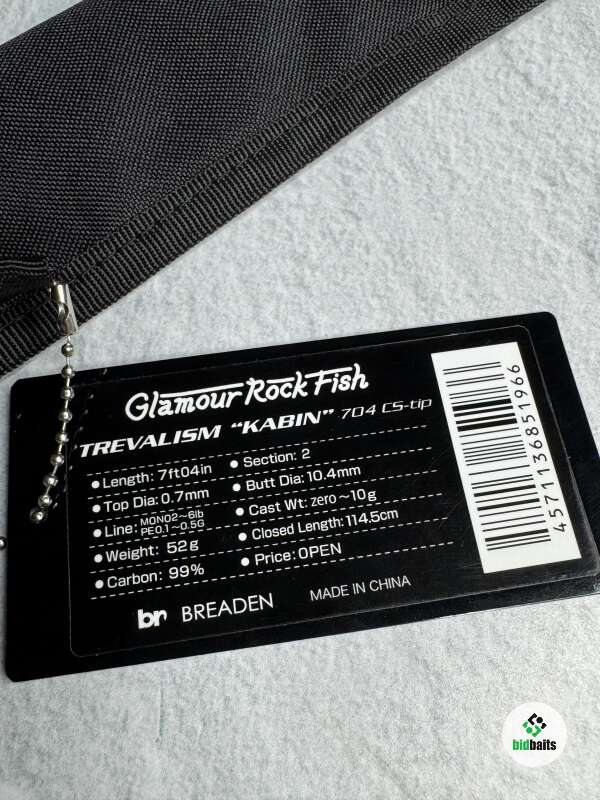 Glamour Rock Fish
TREVALISM "KABIN" 704 CS-tip
● Length: 7ft04in ● Section: 2
● Top Dia: 0.7mm ● Butt Dia: 10.4mm
● Line: MONO2~6lb PE0.1~0.5G ● Cast Wt: zero~10g
● Weight: 52g ● Closed Length: 114.5cm
● Carbon: 99% ● Price: OPEN
br BREADEN MADE IN CHINA
4571136851966
bidbaits